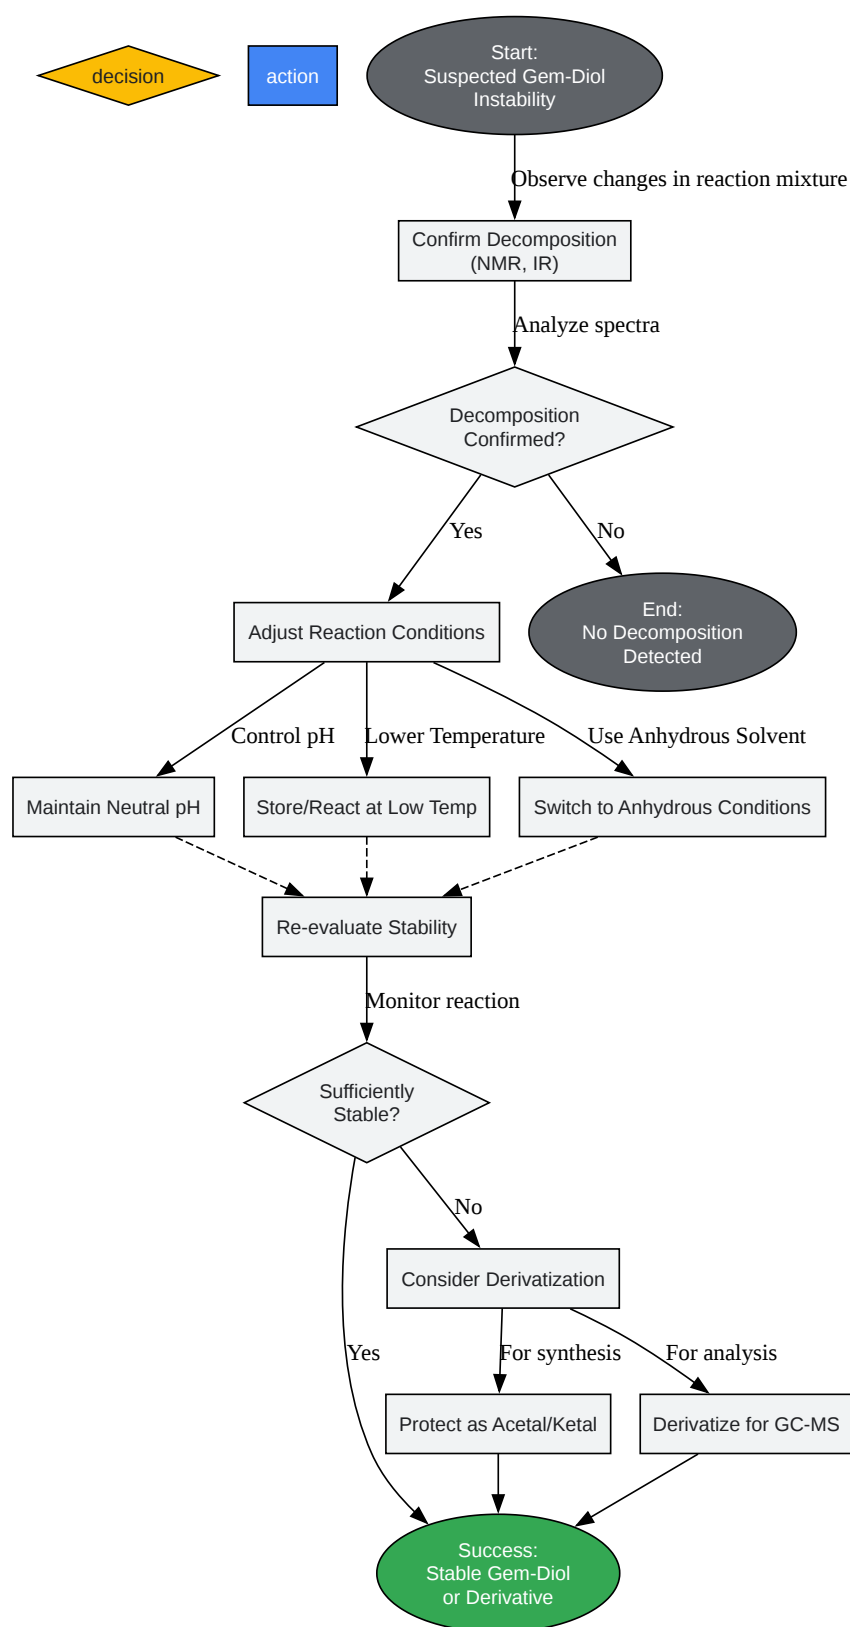 decision
action
Start:
Suspected Gem-Diol
Instability
Observe changes in reaction mixture
Confirm Decomposition
(NMR, IR)
Analyze spectra
Decomposition
Confirmed?
Yes
No
Adjust Reaction Conditions
End:
No Decomposition
Detected
Control pH
Lower Temperature
Use Anhydrous Solvent
Maintain Neutral pH
Store/React at Low Temp
Switch to Anhydrous Conditions
Re-evaluate Stability
Monitor reaction
Sufficiently
Stable?
No
Consider Derivatization
Yes
For synthesis
For analysis
Protect as Acetal/Ketal
Derivatize for GC-MS
Success:
Stable Gem-Diol
or Derivative